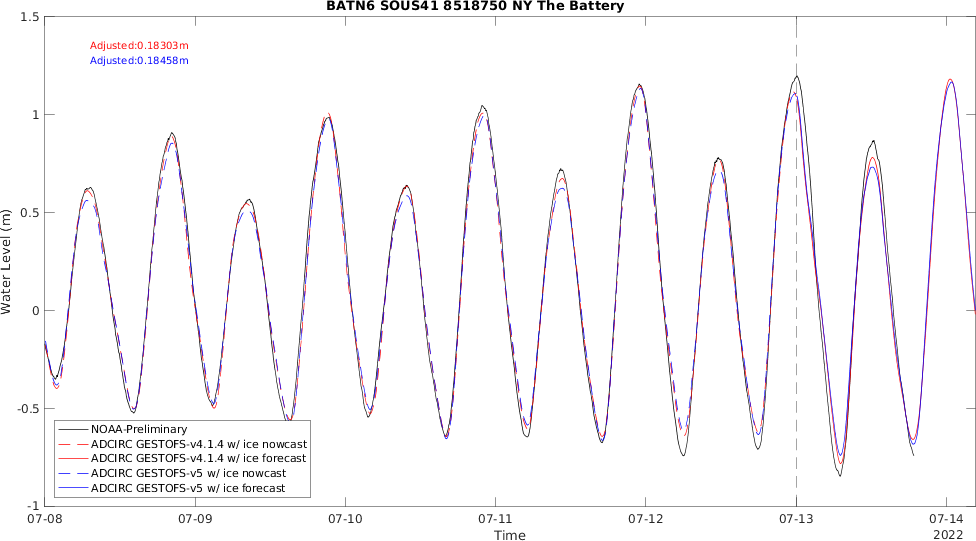 BATN6 SOUS41 8518750 NY The Battery
1.5
Adjusted:0.18303m
Adjusted:0.18458m
1
0.5
Water Level (m)
0
-0.5
NOAA-Preliminary
ADCIRC GESTOFS-v4.1.4 w/ ice nowcast
ADCIRC GESTOFS-v4.1.4 w/ ice forecast
ADCIRC GESTOFS-v5 w/ ice nowcast
ADCIRC GESTOFS-v5 w/ ice forecast
-1
07-08 07-09 07-10 07-11 07-12 07-13 07-14
Time
2022